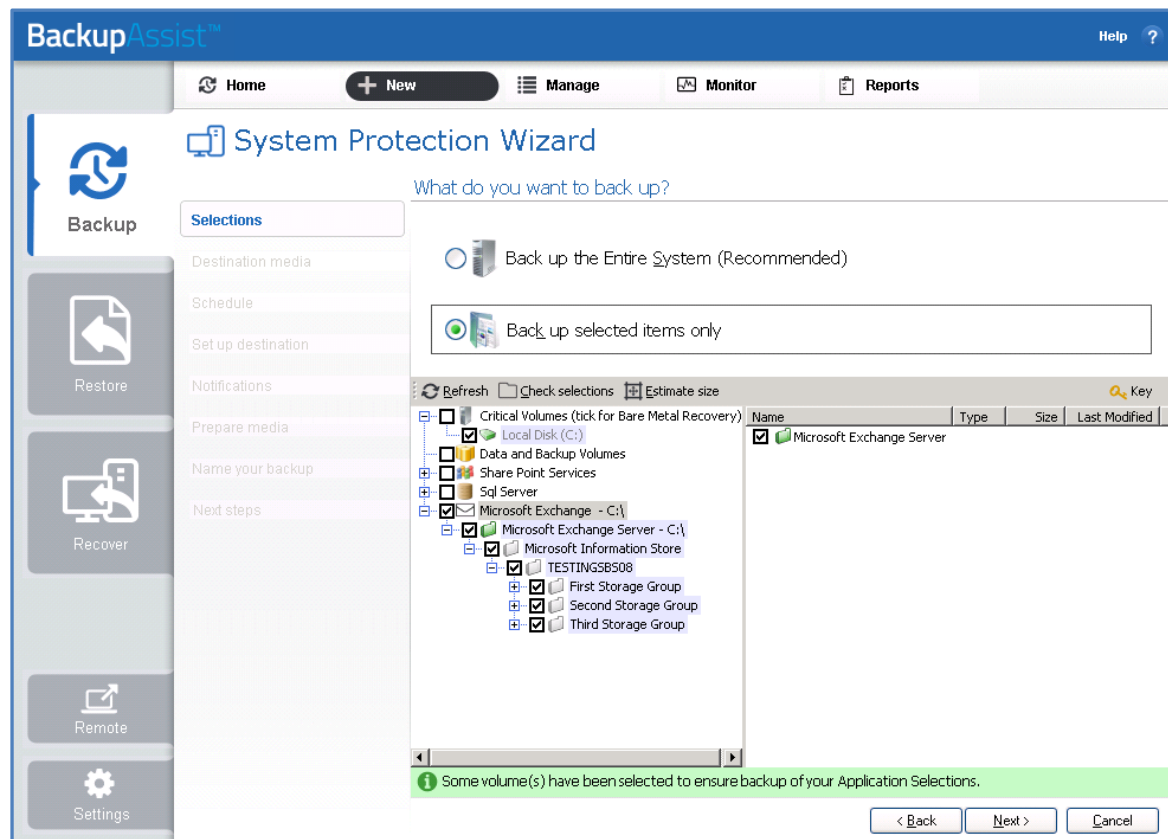 BackupAssist™
Help ?
Home New Manage Monitor Reports
System Protection Wizard
What do you want to back up?
Backup
Restore
Recover
Remote
Settings
Selections
Destination media
Schedule
Set up destination
Notifications
Prepare media
Name your backup
Next steps
Back up the Entire System (Recommended)
Back up selected items only
Refresh Check selections Estimate size Key
Critical Volumes (tick for Bare Metal Recovery)
Local Disk (C:)
Data and Backup Volumes
Share Point Services
Sql Server
Microsoft Exchange - C:\
Microsoft Exchange Server - C:\
Microsoft Information Store
TESTINGSBS08
First Storage Group
Second Storage Group
Third Storage Group
Name Type Size Last Modified
Microsoft Exchange Server
Some volume(s) have been selected to ensure backup of your Application Selections.
< Back Next > Cancel